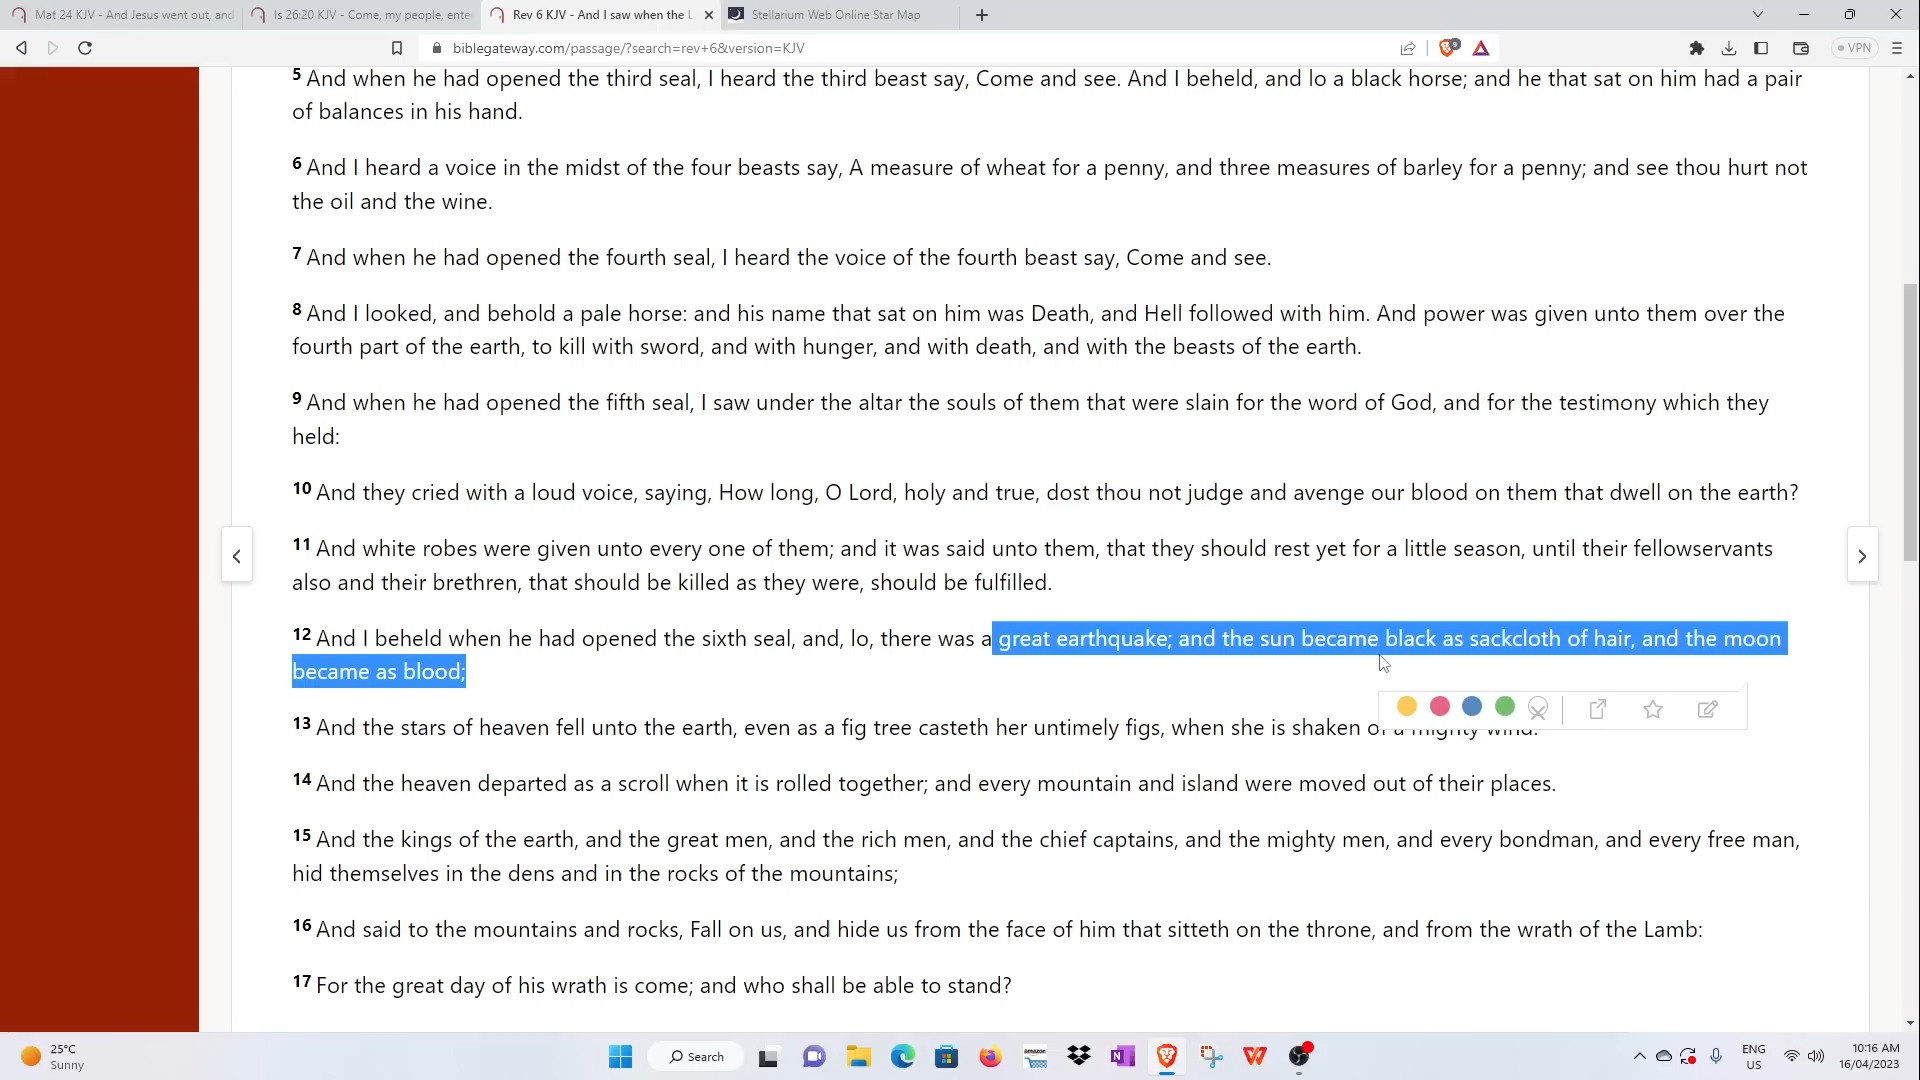 Mat 24 KJV - And Jesus went out, and
Is 26:20 KJV - Come, my people, ente
Rev 6 KJV - And I saw when the L
Stellarium Web Online Star Map
biblegateway.com/passage/?search=rev+6&version=KJV
VPN
5 And when he had opened the third seal, I heard the third beast say, Come and see. And I beheld, and lo a black horse; and he that sat on him had a pair
of balances in his hand.
6 And I heard a voice in the midst of the four beasts say, A measure of wheat for a penny, and three measures of barley for a penny; and see thou hurt not
the oil and the wine.
7 And when he had opened the fourth seal, I heard the voice of the fourth beast say, Come and see.
8 And I looked, and behold a pale horse: and his name that sat on him was Death, and Hell followed with him. And power was given unto them over the
fourth part of the earth, to kill with sword, and with hunger, and with death, and with the beasts of the earth.
9 And when he had opened the fifth seal, I saw under the altar the souls of them that were slain for the word of God, and for the testimony which they
held:
10 And they cried with a loud voice, saying, How long, O Lord, holy and true, dost thou not judge and avenge our blood on them that dwell on the earth?
11 And white robes were given unto every one of them; and it was said unto them, that they should rest yet for a little season, until their fellowservants
also and their brethren, that should be killed as they were, should be fulfilled.
12 And I beheld when he had opened the sixth seal, and, lo, there was a great earthquake; and the sun became black as sackcloth of hair, and the moon
became as blood;
13 And the stars of heaven fell unto the earth, even as a fig tree casteth her untimely figs, when she is shaken of a mighty wind.
14 And the heaven departed as a scroll when it is rolled together; and every mountain and island were moved out of their places.
15 And the kings of the earth, and the great men, and the rich men, and the chief captains, and the mighty men, and every bondman, and every free man,
hid themselves in the dens and in the rocks of the mountains;
16 And said to the mountains and rocks, Fall on us, and hide us from the face of him that sitteth on the throne, and from the wrath of the Lamb:
17 For the great day of his wrath is come; and who shall be able to stand?
25°C
Sunny
Search
amazon
ENG
US
10:16 AM
16/04/2023